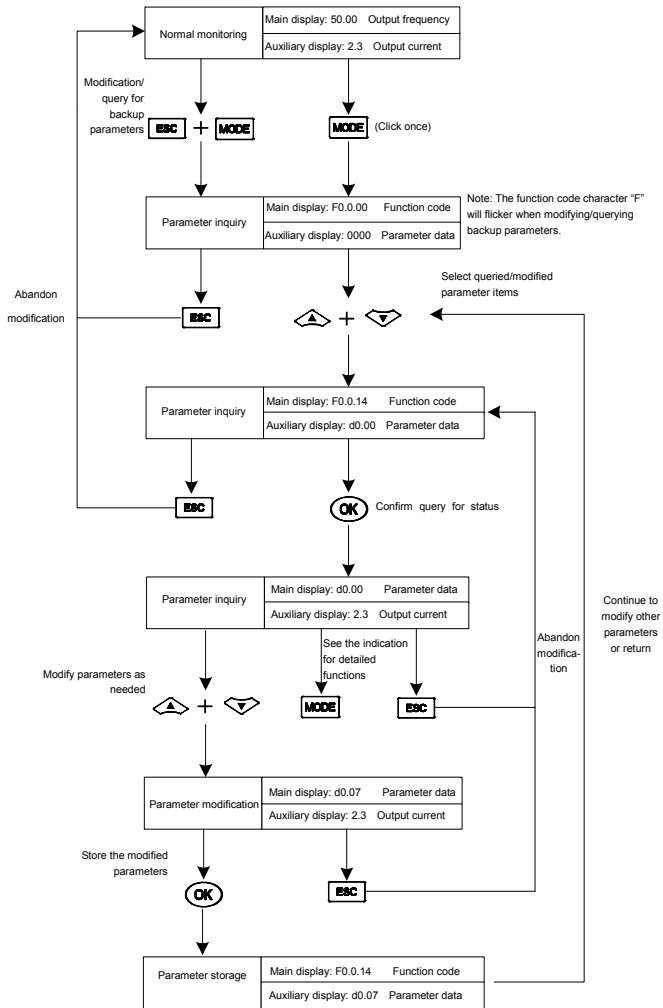 Normal monitoring
Main display: 50.00 Output frequency
Auxiliary display: 2.3 Output current
Modification/
query for
backup
parameters
ESC + MODE
MODE (Click once)
Parameter inquiry
Main display: F0.0.00 Function code
Auxiliary display: 0000 Parameter data
Note: The function code character “F”
will flicker when modifying/querying
backup parameters.
Abandon
modification
ESC
▲ + ▼
Select queried/modified
parameter items
Parameter inquiry
Main display: F0.0.14 Function code
Auxiliary display: d0.00 Parameter data
ESC
OK Confirm query for status
Parameter inquiry
Main display: d0.00 Parameter data
Auxiliary display: 2.3 Output current
Modify parameters as
needed
▲ + ▼
See the indication
for detailed
functions
MODE
ESC
Abandon
modifica-
tion
Continue to
modify other
parameters
or return
Parameter modification
Main display: d0.07 Parameter data
Auxiliary display: 2.3 Output current
Store the modified
parameters
OK
ESC
Parameter storage
Main display: F0.0.14 Function code
Auxiliary display: d0.07 Parameter data